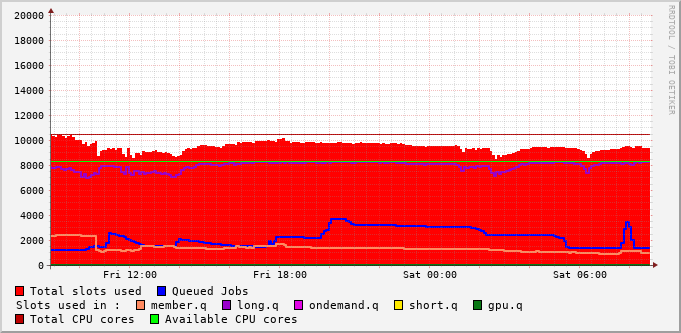 20000
18000
16000
14000
12000
10000
8000
6000
4000
2000
0
Fri 12:00 Fri 18:00 Sat 00:00 Sat 06:00
RRDTOOL / TOBI OETIKER
Total slots used Queued Jobs
Slots used in : member.q long.q ondemand.q short.q gpu.q
Total CPU cores Available CPU cores